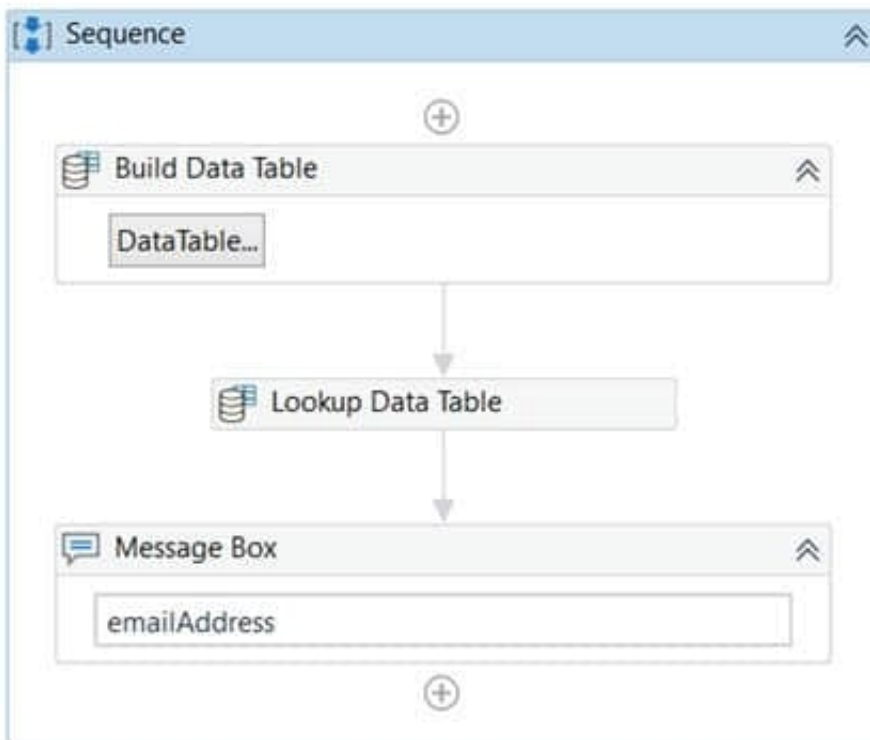 Sequence
Build Data Table
DataTable...
Lookup Data Table
Message Box
emailAddress